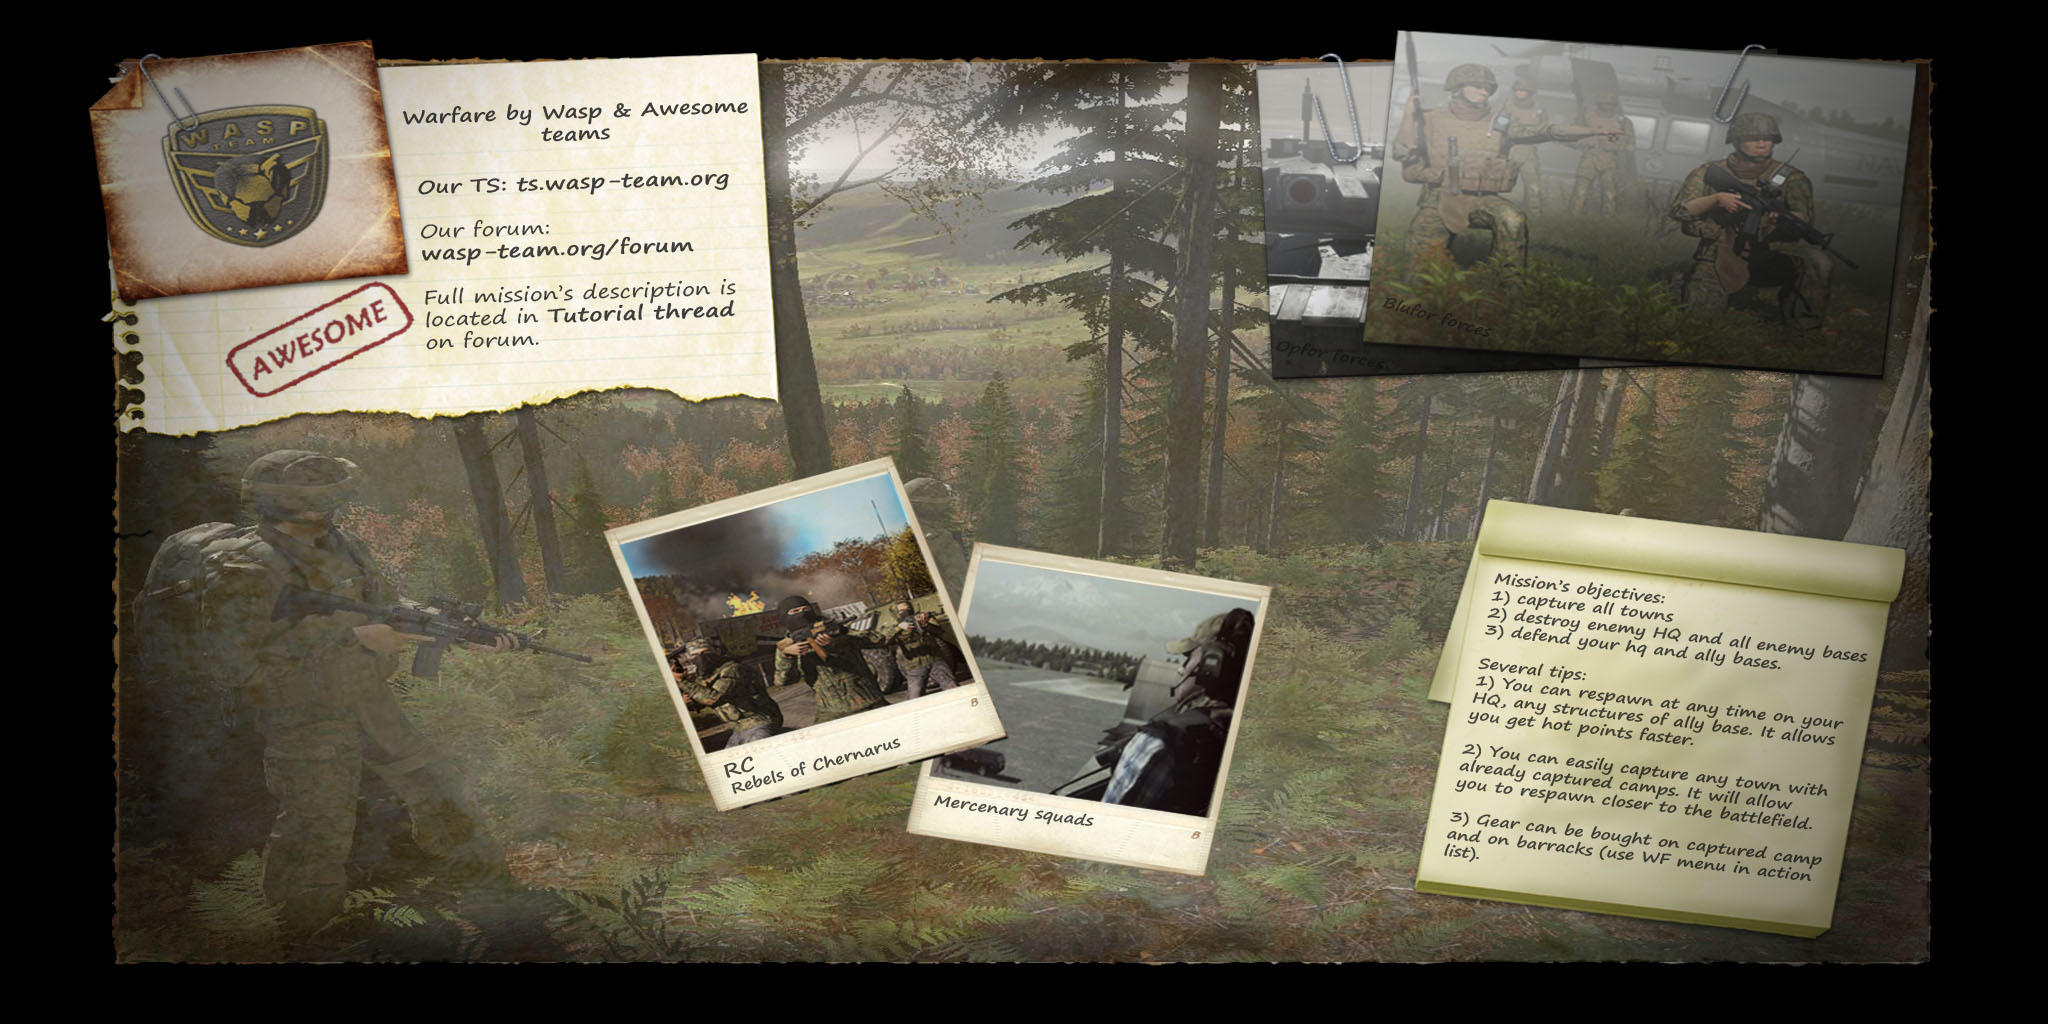 WASP
TEAM
Warfare by Wasp & Awesome
teams
Our TS: ts.wasp-team.org
Our forum:
wasp-team.org/forum
Full mission's description is
located in Tutorial thread
on forum.
AWESOME
Blufor forces.
Opfor forces.
RC
Rebels of Chernarus
B
Mercenary squads
B
Mission's objectives:
1) capture all towns
2) destroy enemy HQ and all enemy bases
3) defend your hq and ally bases.
Several tips:
1) You can respawn at any time on your
HQ, any structures of ally base. It allows
you get hot points faster.
2) You can easily capture any town with
already captured camps. It will allow
you to respawn closer to the battlefield.
3) Gear can be bought on captured camp
and on barracks (use WF menu in action
list).